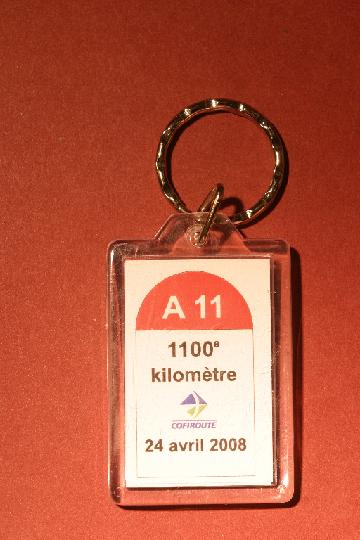 A 11
1100e
kilomètre
COFIROUTE
24 avril 2008